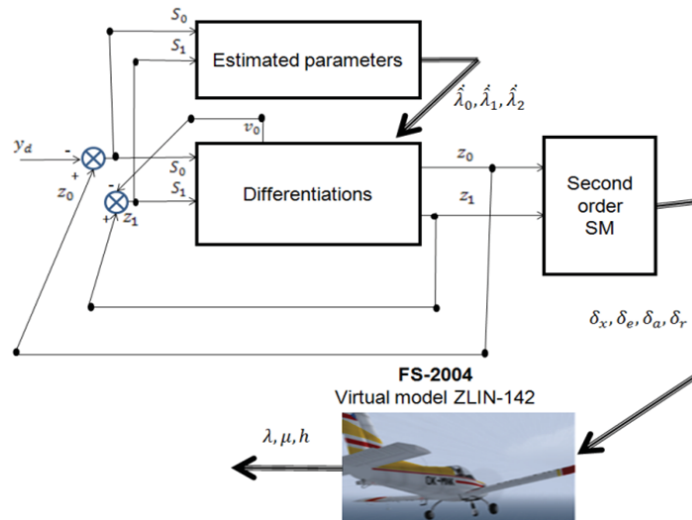 S₀
S₁
Estimated parameters
λ̂̇₀, λ̂̇₁, λ̂̇₂
v₀
y_d
-
+
z₀
S₀
S₁
-
+
z₁
Differentiations
z₀
z₁
Second
order
SM
δₓ, δₑ, δₐ, δᵣ
FS-2004
Virtual model ZLIN-142
λ, μ, h